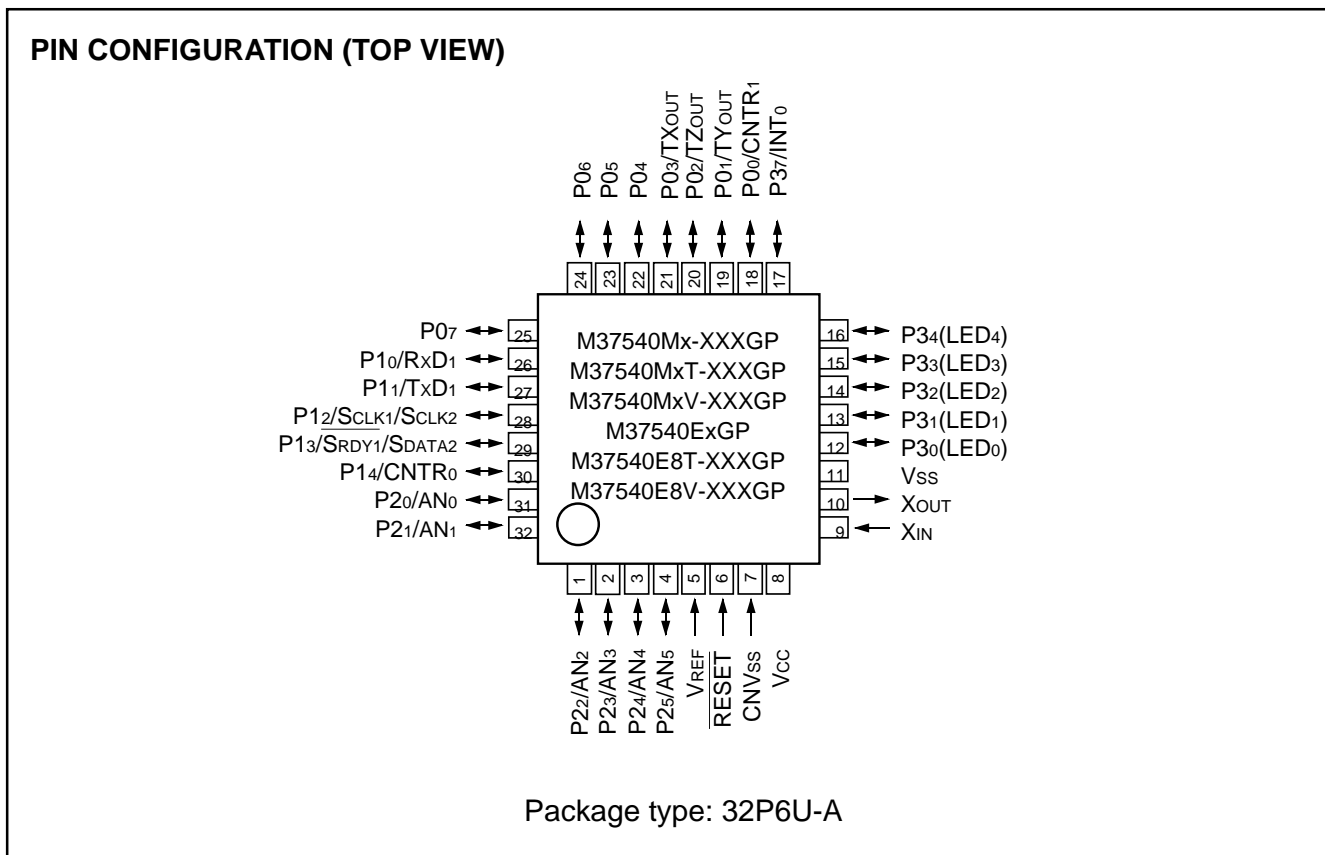 PIN CONFIGURATION (TOP VIEW)
P06
P05
P04
P03/TXOUT
P02/TZOUT
P01/TYOUT
P00/CNTR1
P37/INT0
24
23
22
21
20
19
18
17
P07
25
P10/RXD1
26
P11/TXD1
27
P12/SCLK1/SCLK2
28
P13/SRDY1/SDATA2
29
P14/CNTR0
30
P20/AN0
31
P21/AN1
32
M37540Mx-XXXGP
M37540MxT-XXXGP
M37540MxV-XXXGP
M37540ExGP
M37540E8T-XXXGP
M37540E8V-XXXGP
16
P34(LED4)
15
P33(LED3)
14
P32(LED2)
13
P31(LED1)
12
P30(LED0)
11
VSS
10
XOUT
9
XIN
1
2
3
4
5
6
7
8
P22/AN2
P23/AN3
P24/AN4
P25/AN5
VREF
RESET
CNVSS
VCC
Package type: 32P6U-A